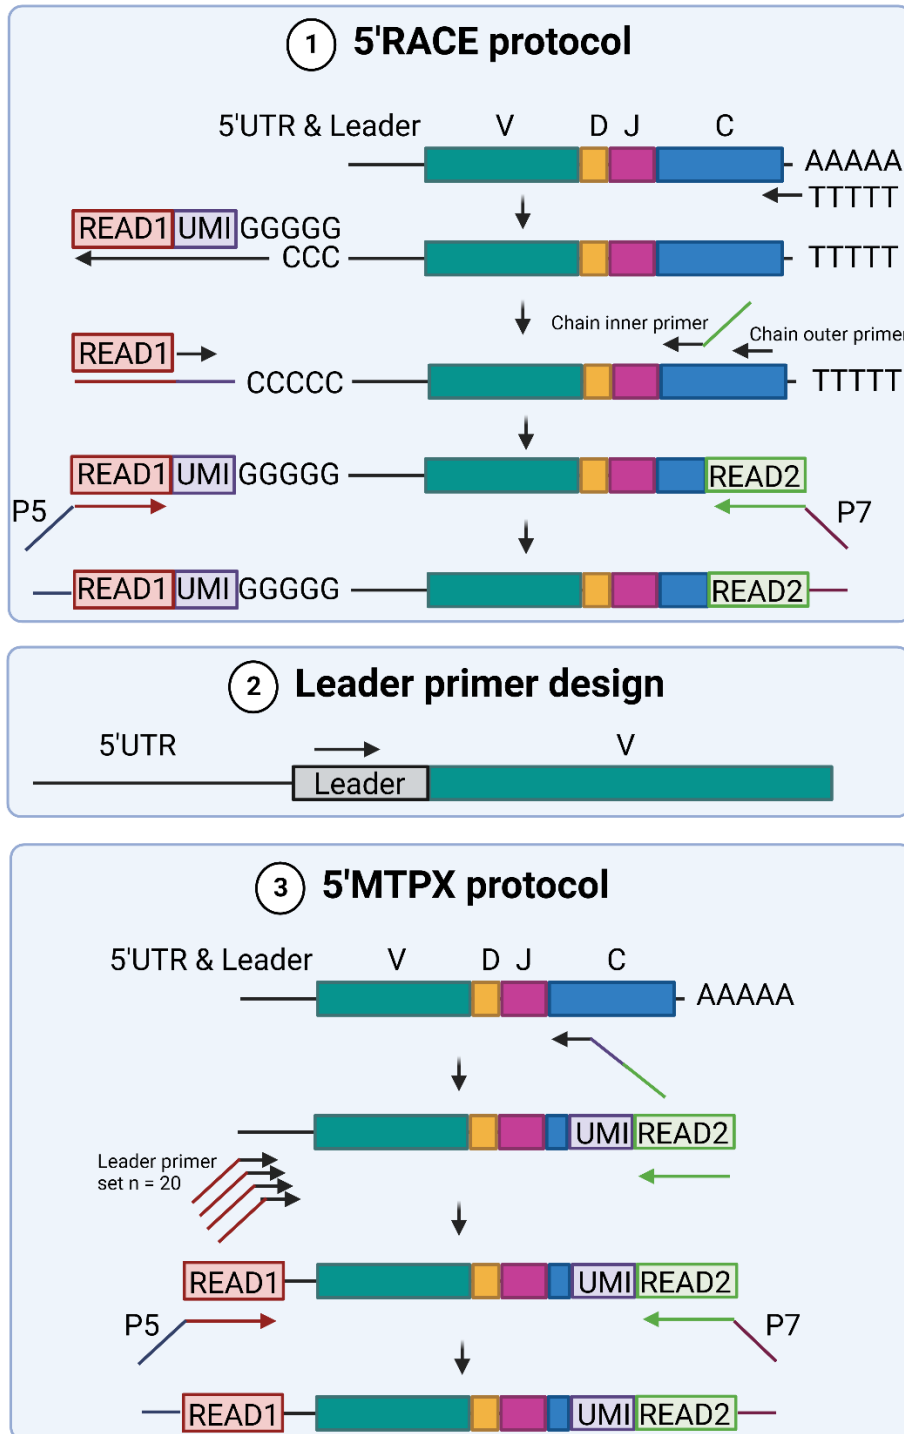 1 5'RACE protocol
5'UTR & Leader V D J C
AAAAA
TTTTT
READ1 UMI GGGGG
CCC TTTTT
Chain inner primer
Chain outer primer
READ1
CCCCC TTTTT
READ1 UMI GGGGG READ2
P5 P7
READ1 UMI GGGGG READ2
2 Leader primer design
5'UTR V
Leader
3 5'MTPX protocol
5'UTR & Leader V D J C
AAAAA
UMI READ2
Leader primer
set n = 20
READ1 UMI READ2
P5 P7
READ1 UMI READ2